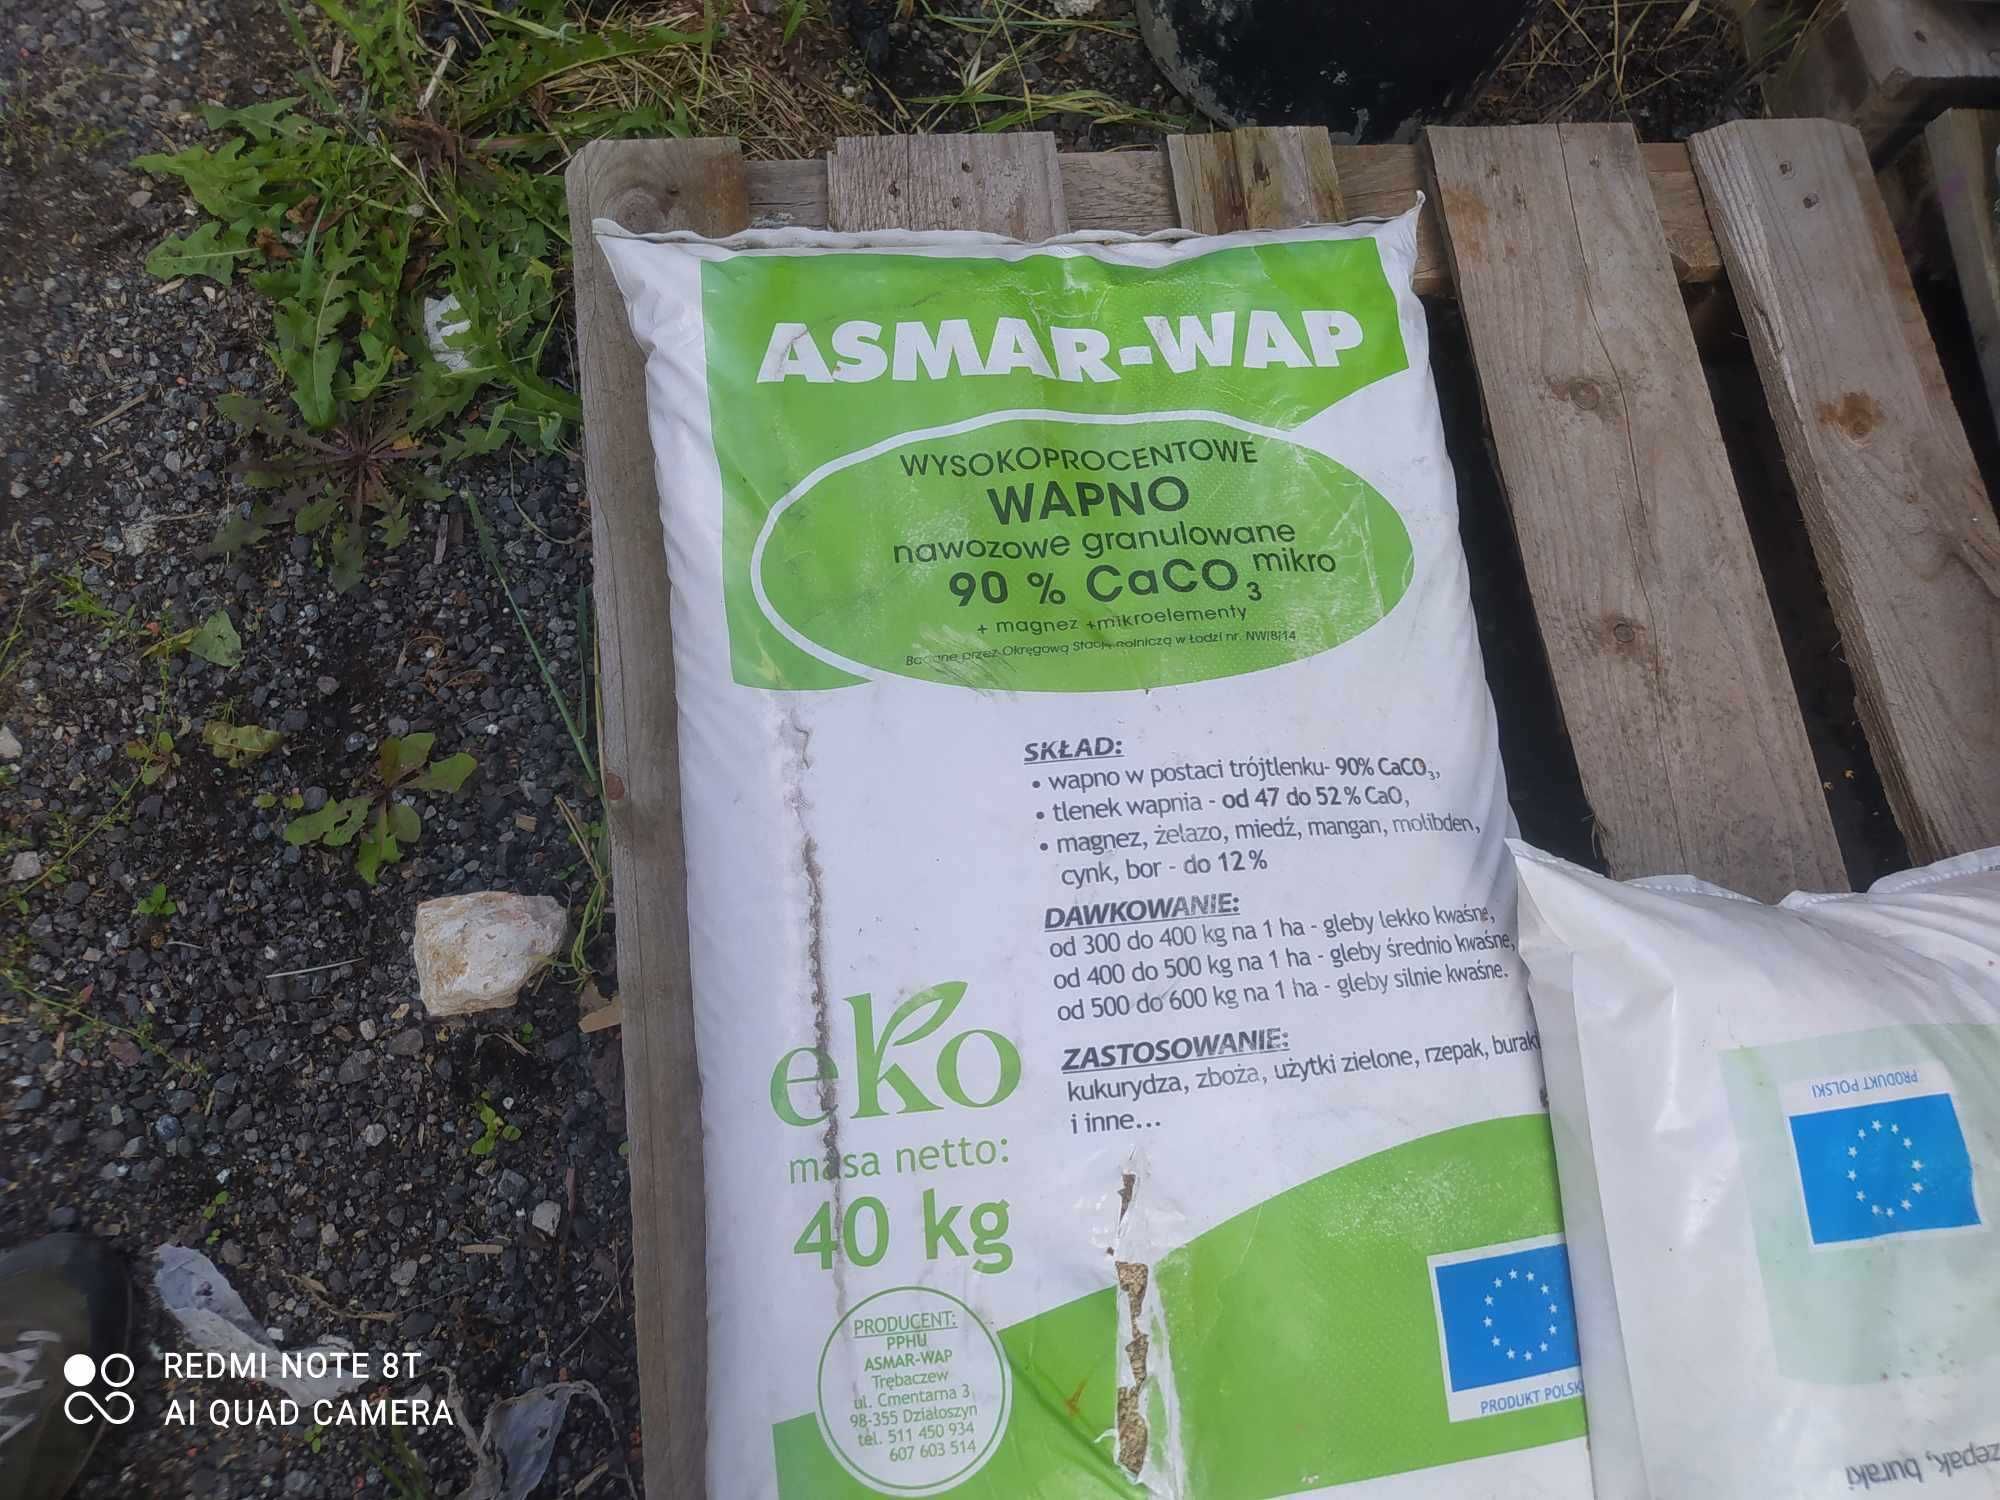 ASMAR-WAP
WYSOKOPROCENTOWE
WAPNO
nawozowe granulowane
90 % CaCO₃ mikro
+ magnez +mikroelementy
Badane przez Okręgową Stację Rolniczą w Łodzi nr. NW/8/14
SKŁAD:
• wapno w postaci trójtlenku- 90% CaCO₃,
• tlenek wapnia - od 47 do 52 % CaO,
• magnez, żelazo, miedź, mangan, molibden,
cynk, bor - do 12 %
DAWKOWANIE:
od 300 do 400 kg na 1 ha - gleby lekko kwaśne,
od 400 do 500 kg na 1 ha - gleby średnio kwaśne,
od 500 do 600 kg na 1 ha - gleby silnie kwaśne.
ZASTOSOWANIE:
kukurydza, zboża, użytki zielone, rzepak, buraki
i inne...
eko
masa netto:
40 kg
PRODUCENT:
PPHU
ASMAR-WAP
Trębaczew
ul. Cmentarna 3
98-355 Działoszyn
tel. 511 450 934
607 603 514
PRODUKT POLSK
PRODUKT POLSKI
zepak, buraki
REDMI NOTE 8T
AI QUAD CAMERA